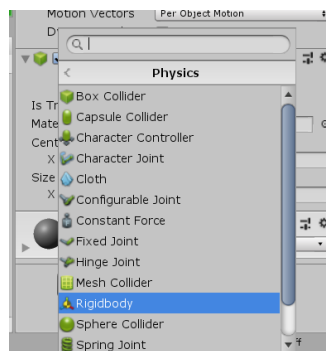 Motion Vectors
Per Object Motion
Physics
Is Tr
Box Collider
Mate
Capsule Collider
Cent
Character Controller
X
Character Joint
Size
Cloth
X
Configurable Joint
Constant Force
Fixed Joint
Hinge Joint
Mesh Collider
Rigidbody
Sphere Collider
Spring Joint